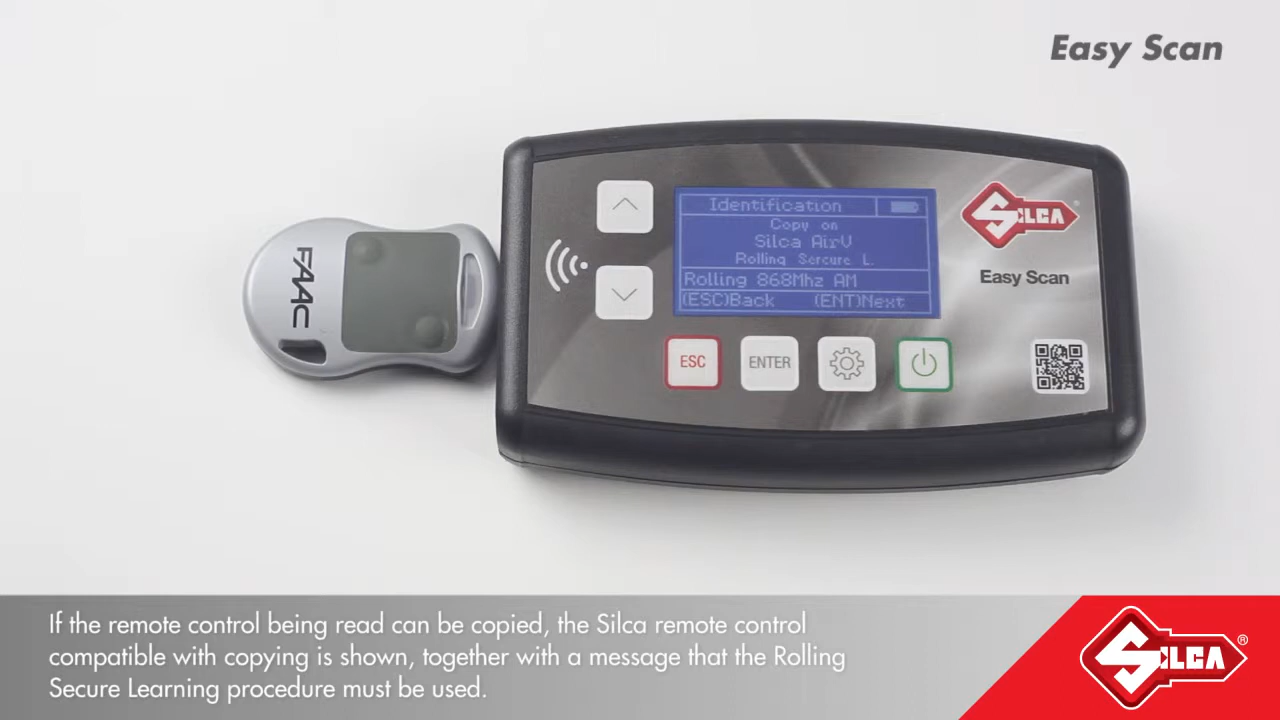 Easy Scan
Identification
Copy on
Silca AirV
Rolling Sercure L.
Rolling 868Mhz AM
(ESC)Back (ENT)Next
SILCA®
Easy Scan
FAAC
ESC
ENTER
If the remote control being read can be copied, the Silca remote control
compatible with copying is shown, together with a message that the Rolling
Secure Learning procedure must be used.
SILCA®